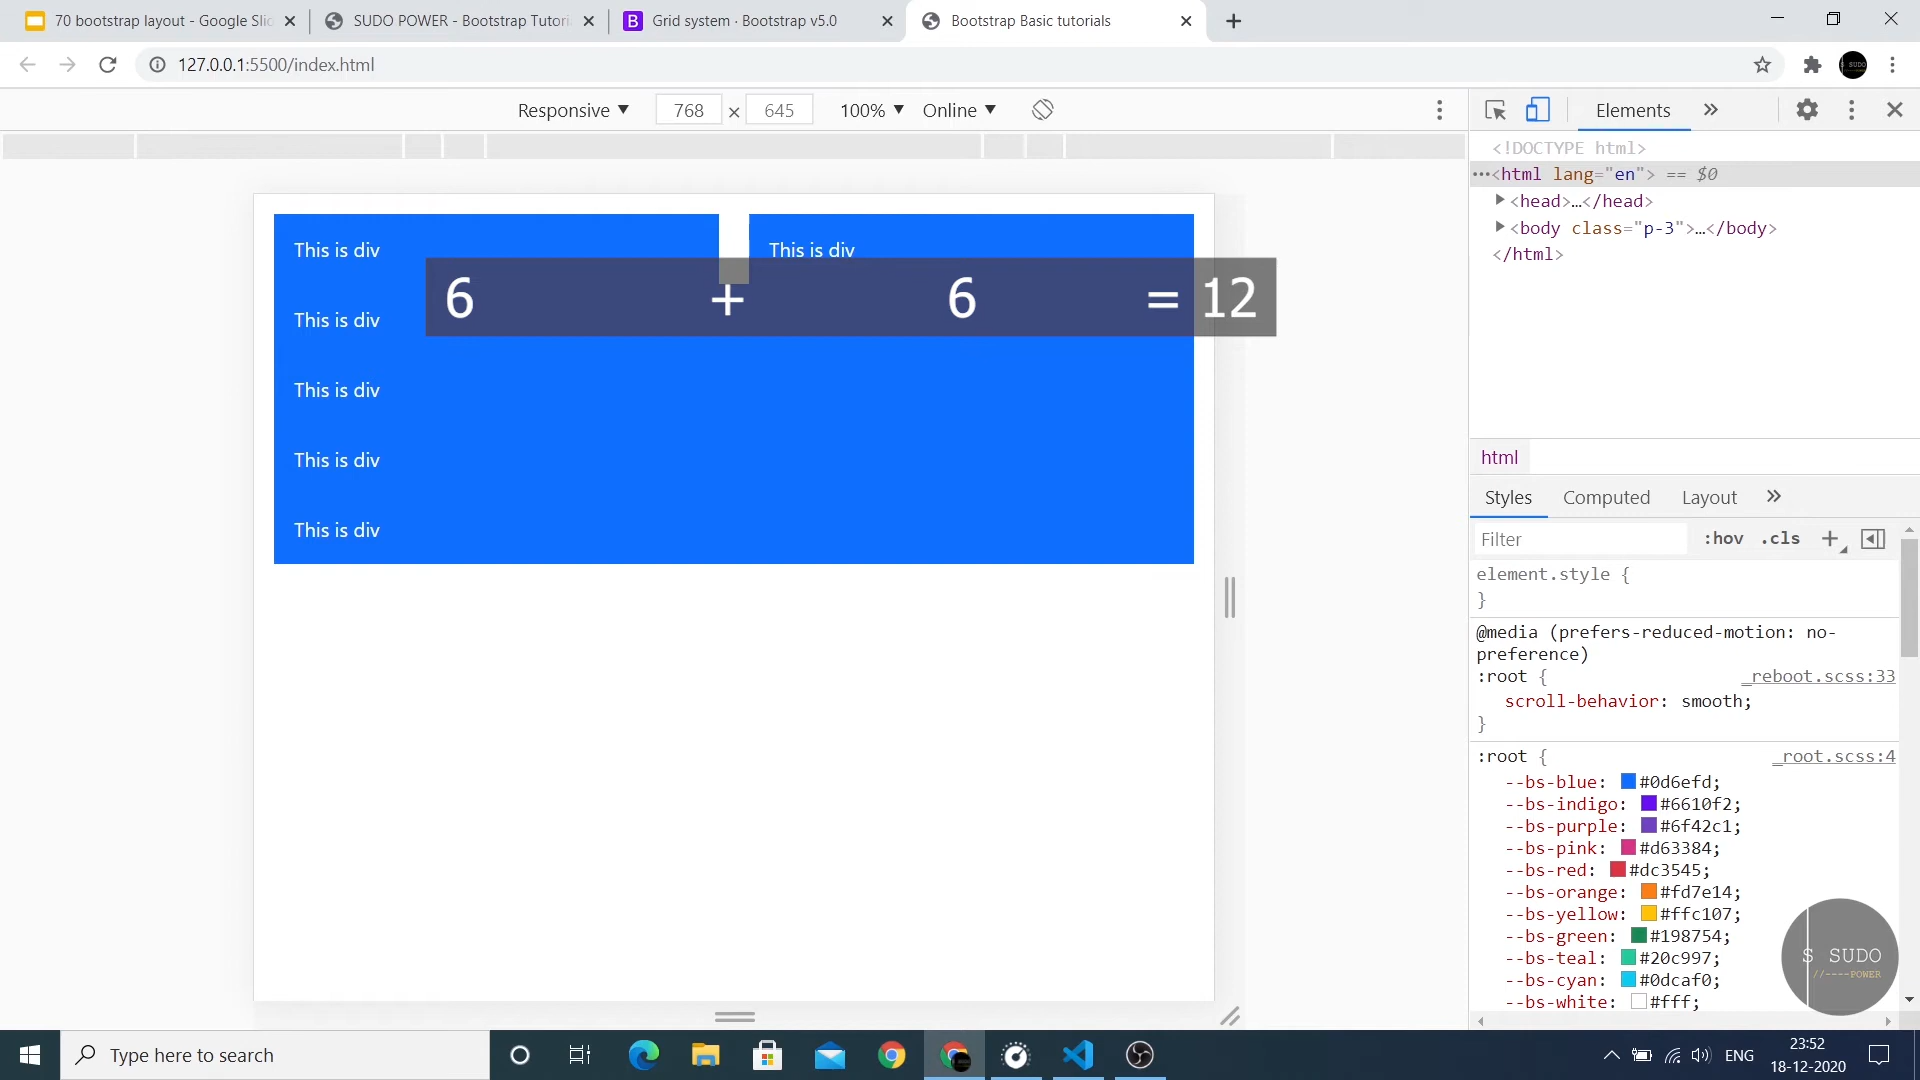 70 bootstrap layout - Google Slid
SUDO POWER - Bootstrap Tutori
B Grid system · Bootstrap v5.0
Bootstrap Basic tutorials
127.0.0.1:5500/index.html
Responsive ▼ 768 × 645 100% ▼ Online ▼
Elements »
<!DOCTYPE html>
···<html lang="en"> == $0
<head>…</head>
<body class="p-3">…</body>
</html>
This is div This is div
6 + 6 = 12
This is div
This is div
This is div
This is div
html
Styles Computed Layout »
Filter :hov .cls +
element.style {
}
@media (prefers-reduced-motion: no-
preference)
:root { _reboot.scss:33
scroll-behavior: smooth;
}
:root { _root.scss:4
--bs-blue: #0d6efd;
--bs-indigo: #6610f2;
--bs-purple: #6f42c1;
--bs-pink: #d63384;
--bs-red: #dc3545;
--bs-orange: #fd7e14;
--bs-yellow: #ffc107;
--bs-green: #198754;
--bs-teal: #20c997;
--bs-cyan: #0dcaf0;
--bs-white: #fff;
S SUDO
//----POWER
Type here to search
ENG
23:52
18-12-2020